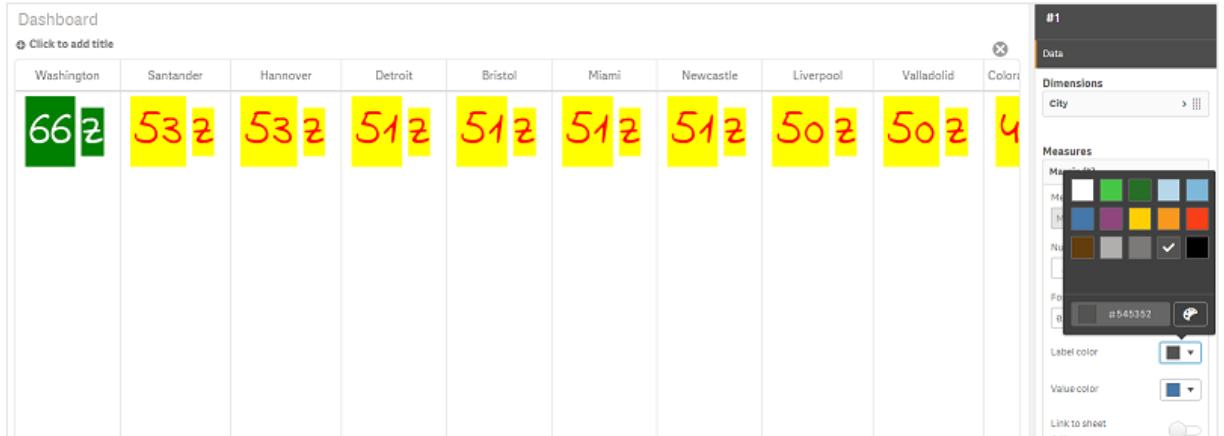 Dashboard
Click to add title
Washington Santander Hannover Detroit Bristol Miami Newcastle Liverpool Valladolid
66 z 53 z 53 z 51 z 51 z 51 z 51 z 50 z 50 z
#1
Data
Dimensions
City
Measures
#545352
Label color
Value color
Link to sheet